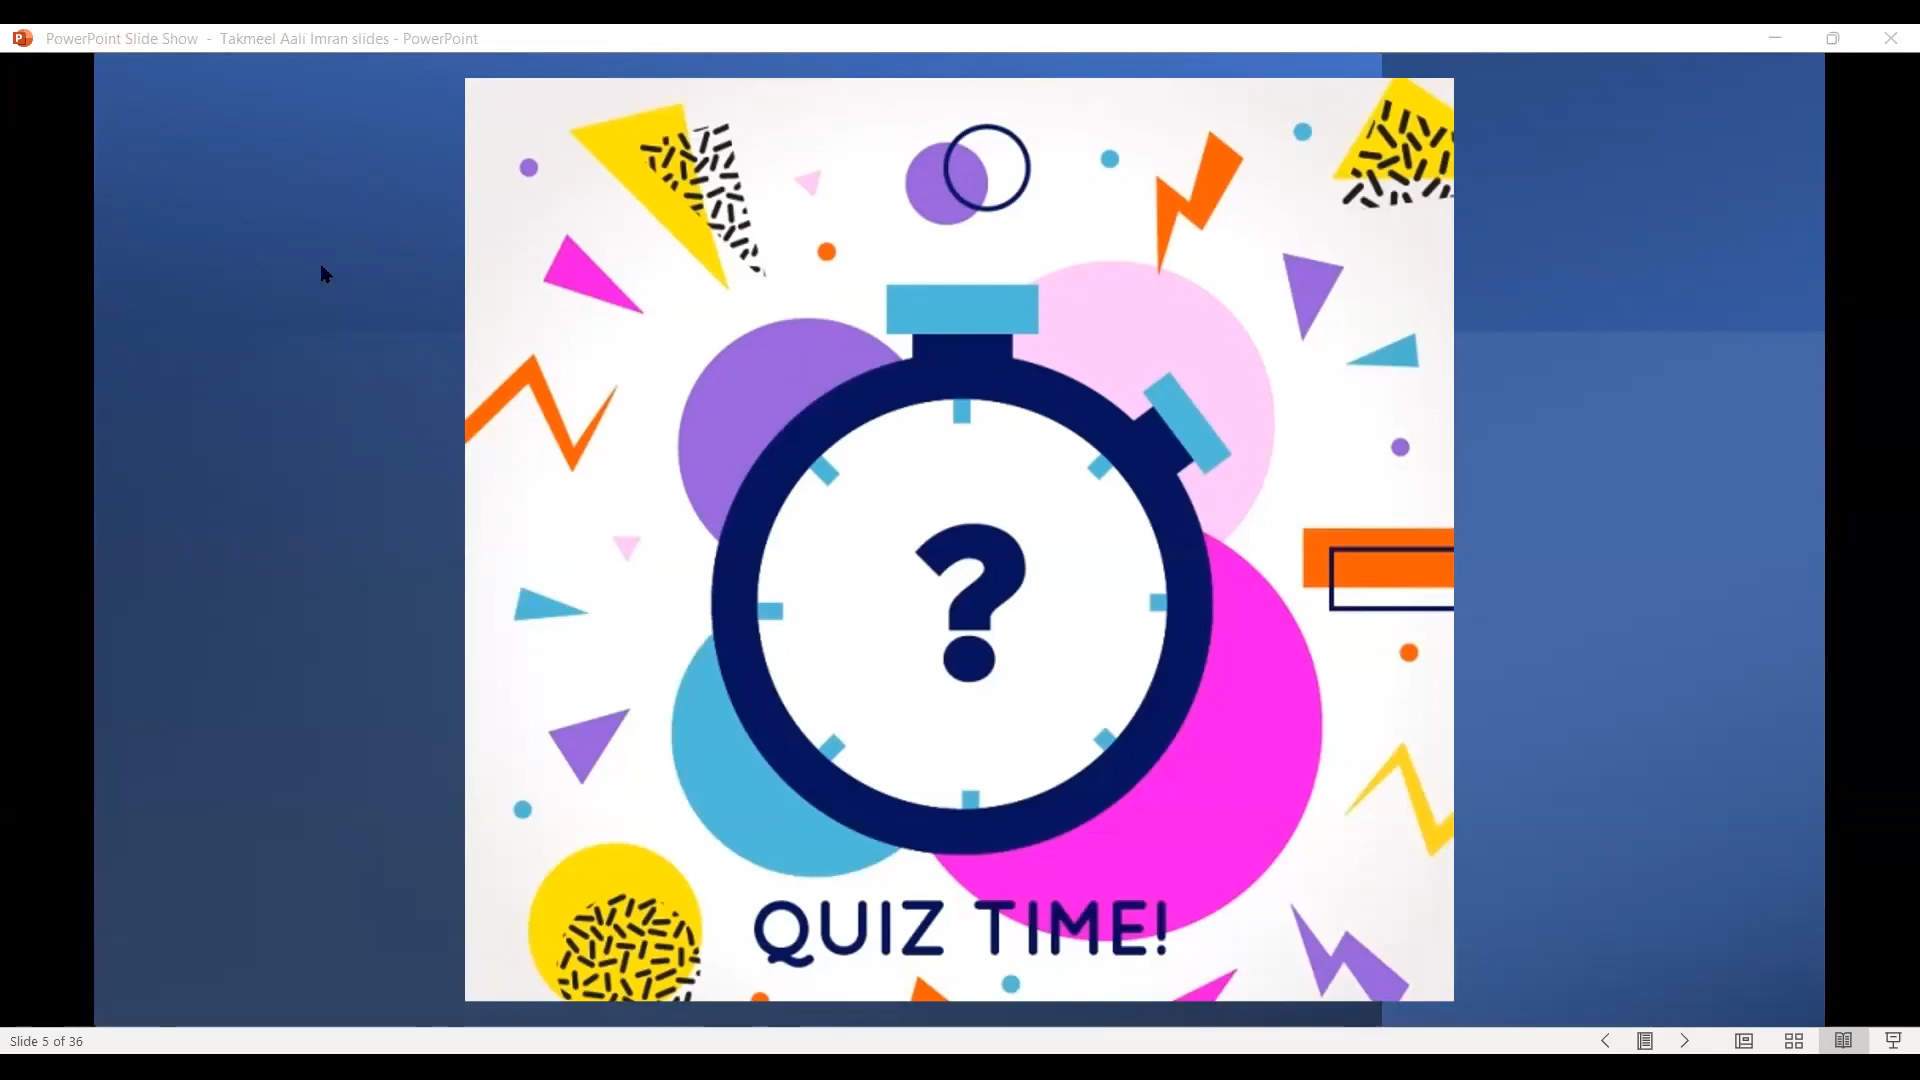 PowerPoint Slide Show - Takmeel Aali Imran slides - PowerPoint
?
QUIZ TIME!
Slide 5 of 36